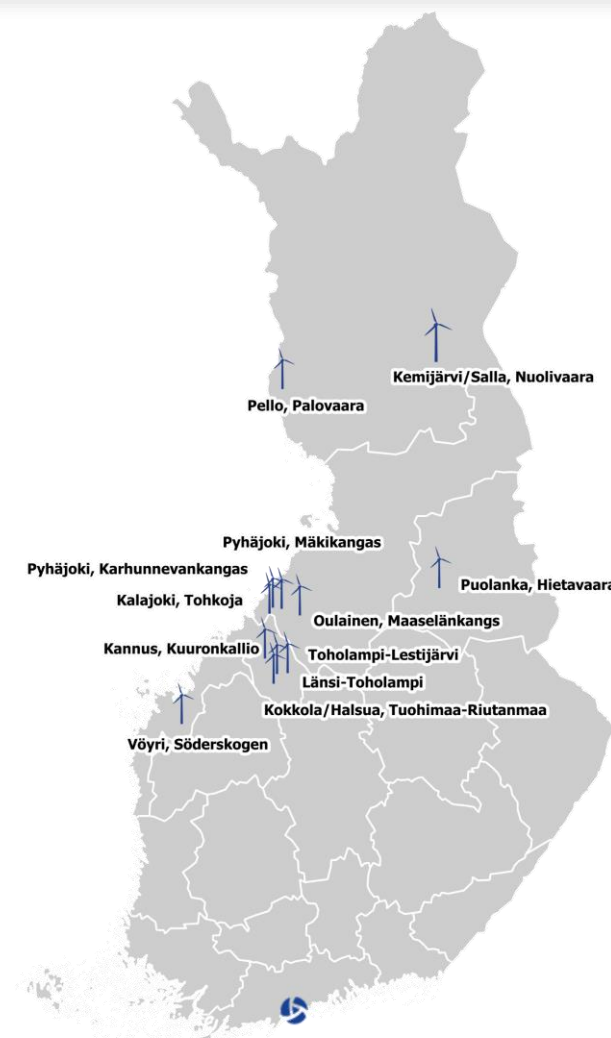 Kemijärvi/Salla, Nuolivaara
Pello, Palovaara
Pyhäjoki, Mäkikangas
Pyhäjoki, Karhunnevankangas
Puolanka, Hietavaara
Kalajoki, Tohkoja
Oulainen, Maaselänkangs
Kannus, Kuuronkallio
Toholampi-Lestijärvi
Länsi-Toholampi
Kokkola/Halsua, Tuohimaa-Riutanmaa
Vöyri, Söderskogen